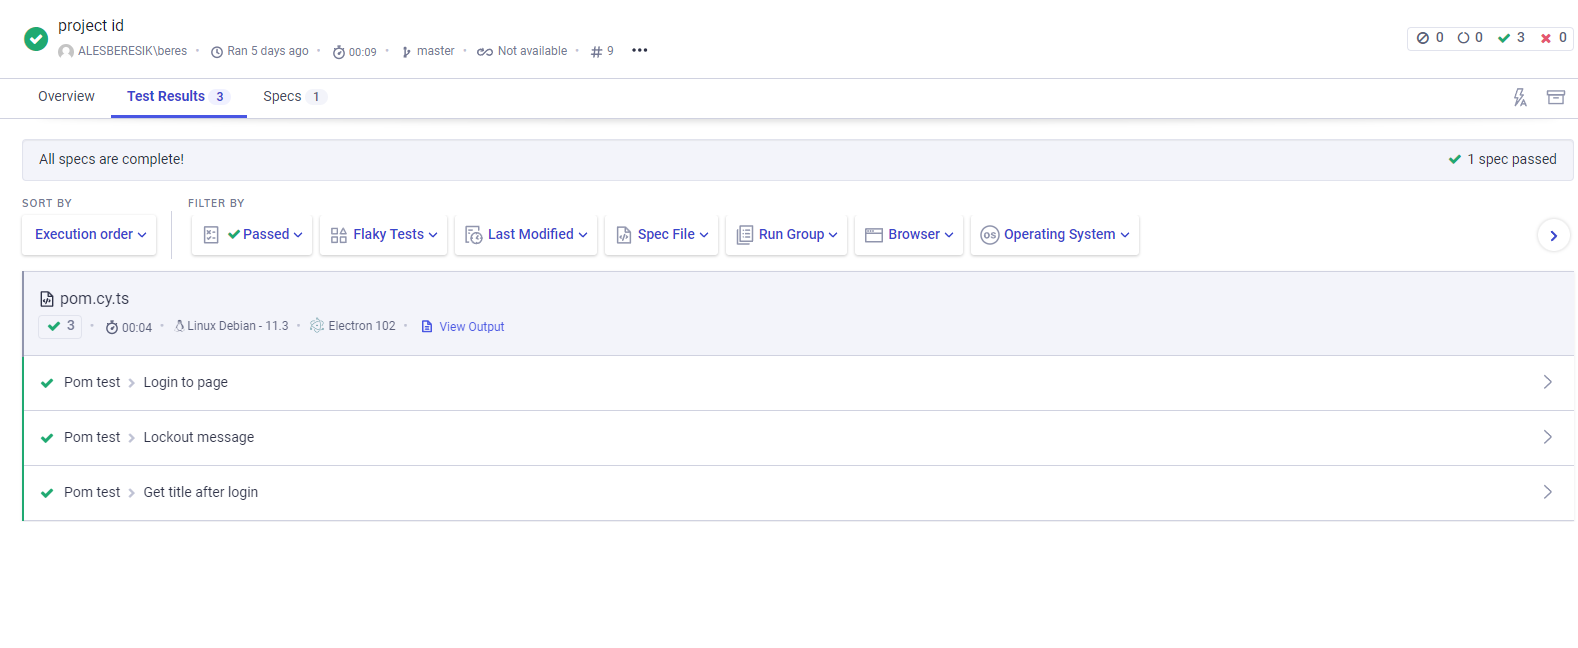 project id
ALESBERESIK\beres • Ran 5 days ago • 00:09 • master • Not available • # 9 •••
0 0 3 0
Overview Test Results 3 Specs 1
All specs are complete!
1 spec passed
SORT BY FILTER BY
Execution order Passed Flaky Tests Last Modified Spec File Run Group Browser OS Operating System
pom.cy.ts
3 • 00:04 • Linux Debian - 11.3 • Electron 102 • View Output
Pom test > Login to page
Pom test > Lockout message
Pom test > Get title after login